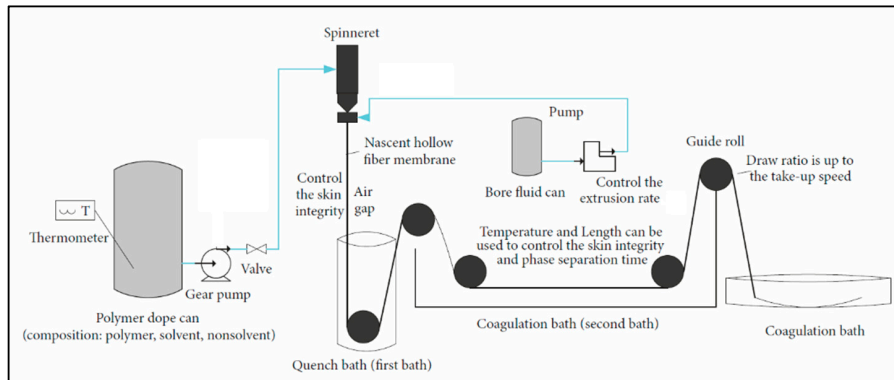 Spinneret
Nascent hollow
fiber membrane
Control
the skin
integrity
Air
gap
Pump
Bore fluid can
Control the
extrusion rate
Guide roll
Draw ratio is up to
the take-up speed
T
Thermometer
Valve
Gear pump
Polymer dope can
(composition: polymer, solvent, nonsolvent)
Temperature and Length can be
used to control the skin integrity
and phase separation time
Quench bath (first bath)
Coagulation bath (second bath)
Coagulation bath